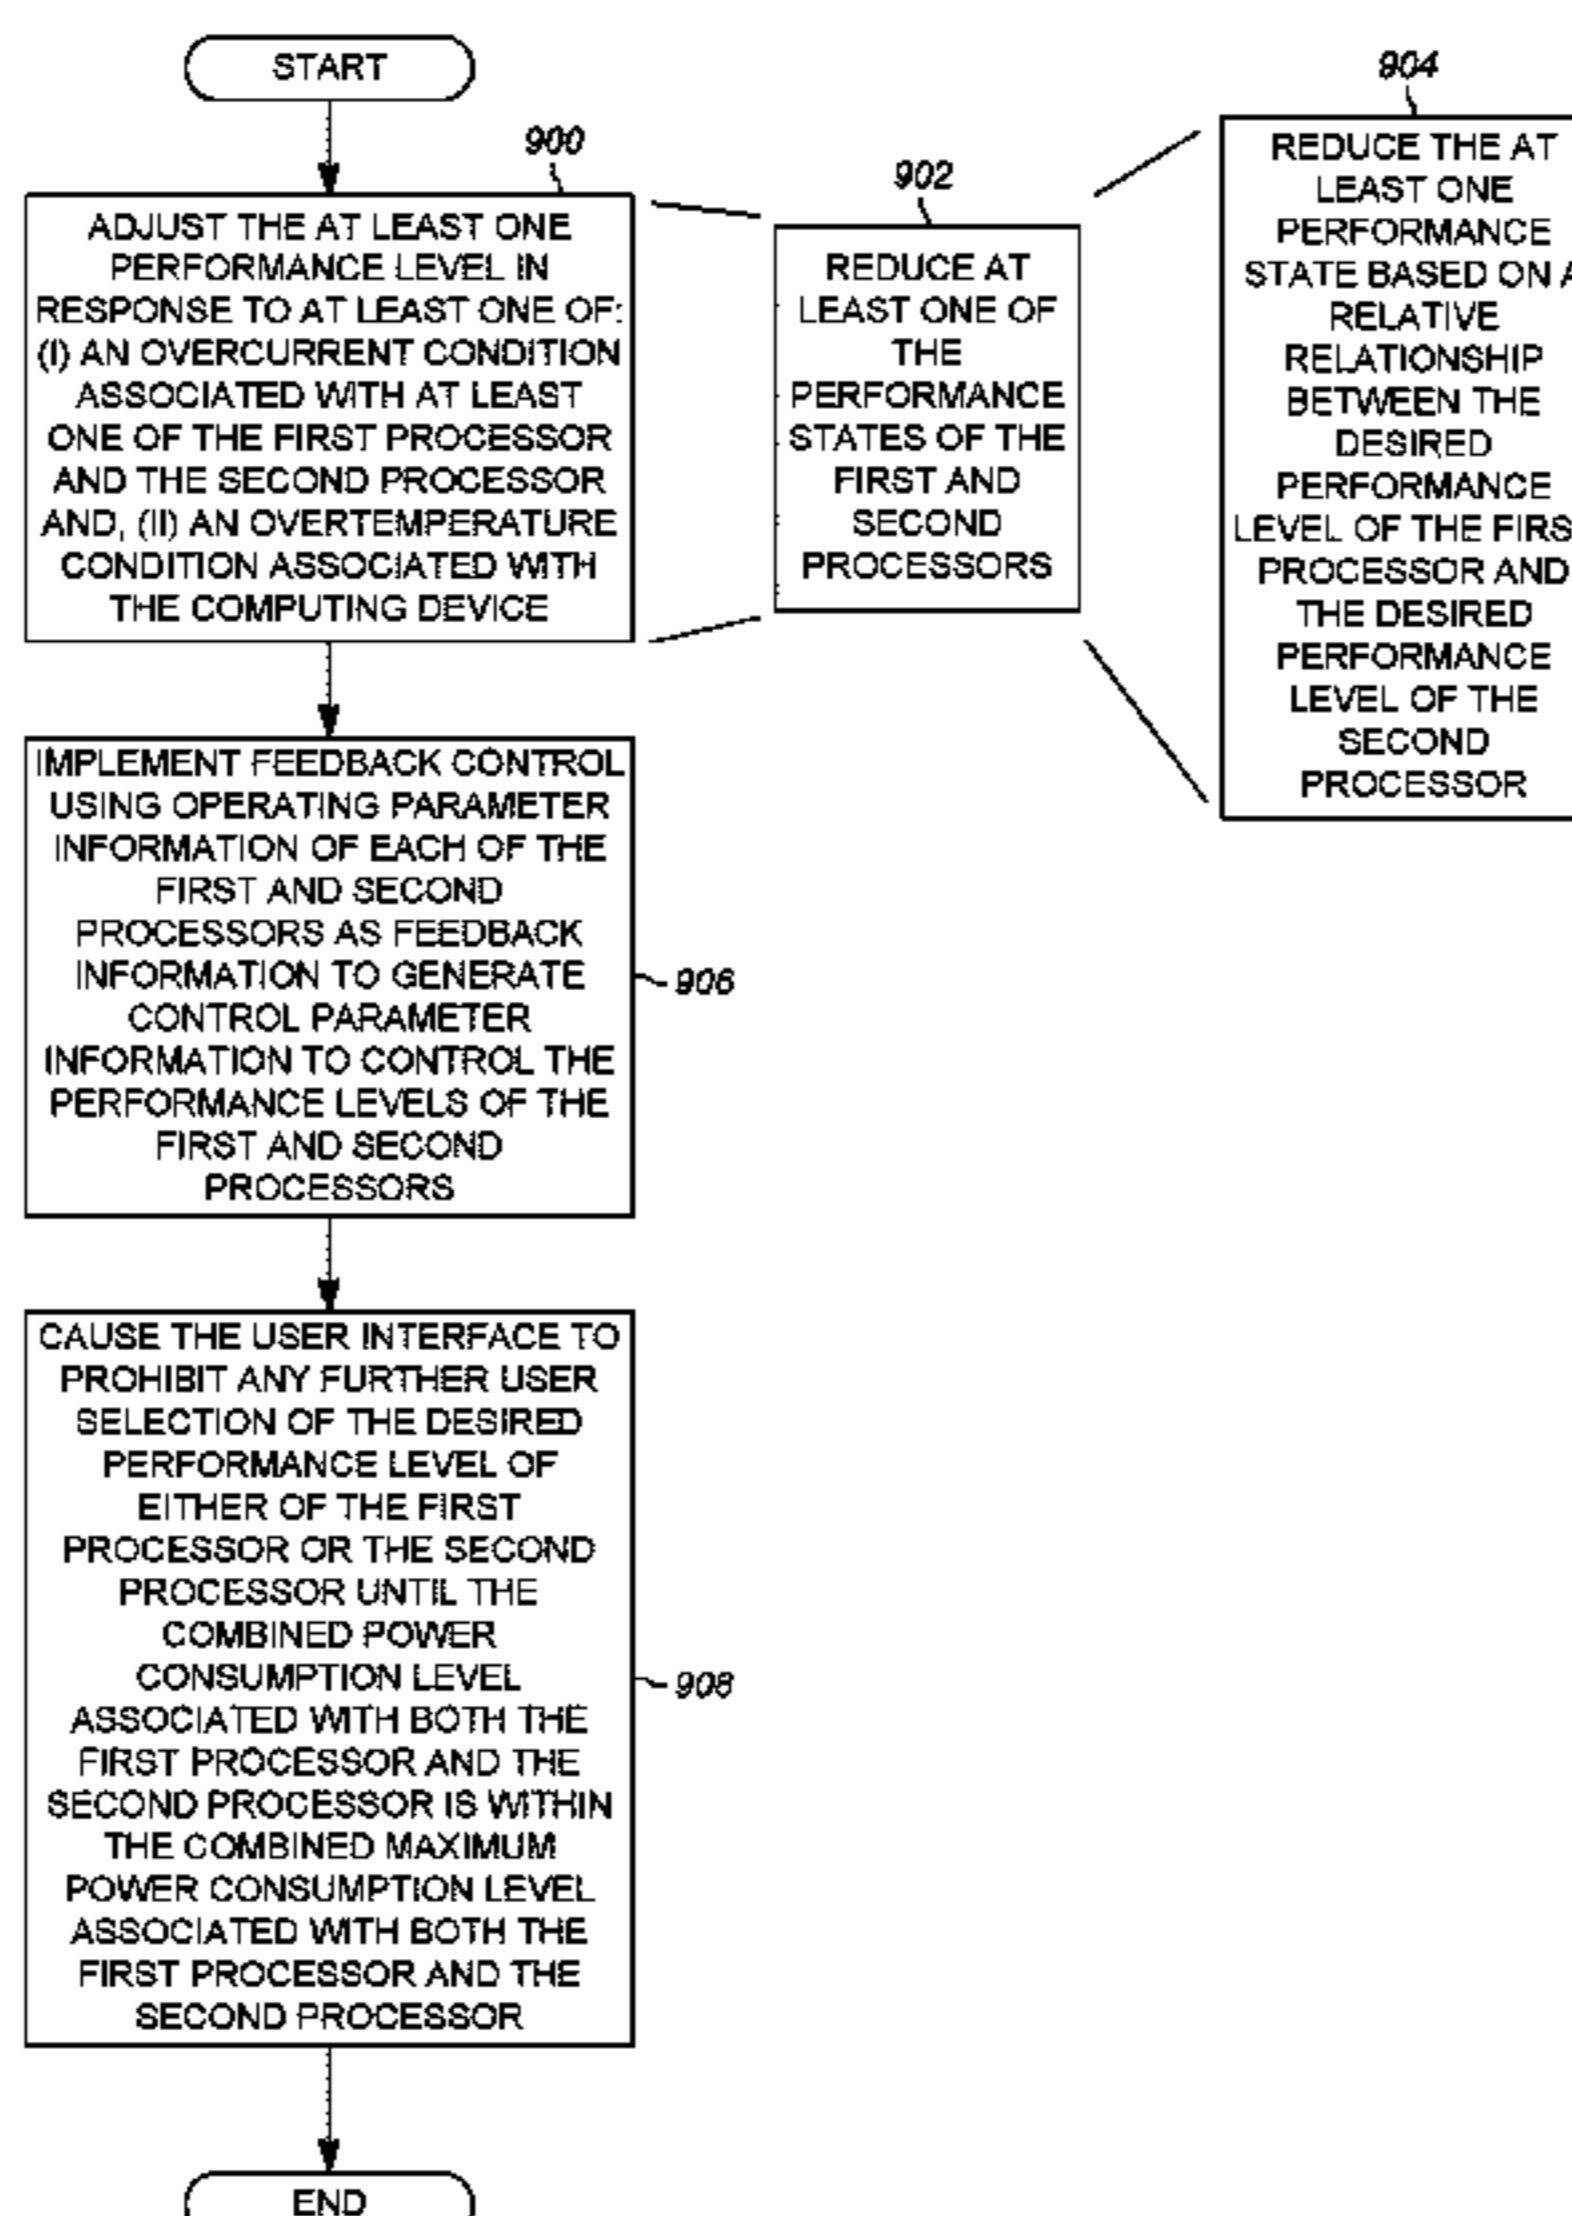 START
900
ADJUST THE AT LEAST ONE
PERFORMANCE LEVEL IN
RESPONSE TO AT LEAST ONE OF:
(I) AN OVERCURRENT CONDITION
ASSOCIATED WITH AT LEAST
ONE OF THE FIRST PROCESSOR
AND THE SECOND PROCESSOR
AND, (II) AN OVERTEMPERATURE
CONDITION ASSOCIATED WITH
THE COMPUTING DEVICE
902
REDUCE AT
LEAST ONE OF
THE
PERFORMANCE
STATES OF THE
FIRST AND
SECOND
PROCESSORS
904
REDUCE THE AT
LEAST ONE
PERFORMANCE
STATE BASED ON A
RELATIVE
RELATIONSHIP
BETWEEN THE
DESIRED
PERFORMANCE
LEVEL OF THE
PROCESSOR AND
THE DESIRED
PERFORMANCE
LEVEL OF THE
SECOND
PROCESSOR
IMPLEMENT FEEDBACK CONTROL
USING OPERATING PARAMETER
INFORMATION OF EACH OF THE
FIRST AND SECOND
PROCESSORS AS FEEDBACK
INFORMATION TO GENERATE
CONTROL PARAMETER
INFORMATION TO CONTROL THE
PERFORMANCE LEVELS OF THE
FIRST AND SECOND
PROCESSORS
906
CAUSE THE USER INTERFACE TO
PROHIBIT ANY FURTHER USER
SELECTION OF THE DESIRED
PERFORMANCE LEVEL OF
EITHER OF THE FIRST
PROCESSOR OR THE SECOND
PROCESSOR UNTIL THE
COMBINED POWER
CONSUMPTION LEVEL
ASSOCIATED WITH BOTH THE
FIRST PROCESSOR AND THE
SECOND PROCESSOR IS WITHIN
THE COMBINED MAXIMUM
POWER CONSUMPTION LEVEL
ASSOCIATED WITH BOTH THE
FIRST PROCESSOR AND THE
SECOND PROCESSOR
908
END